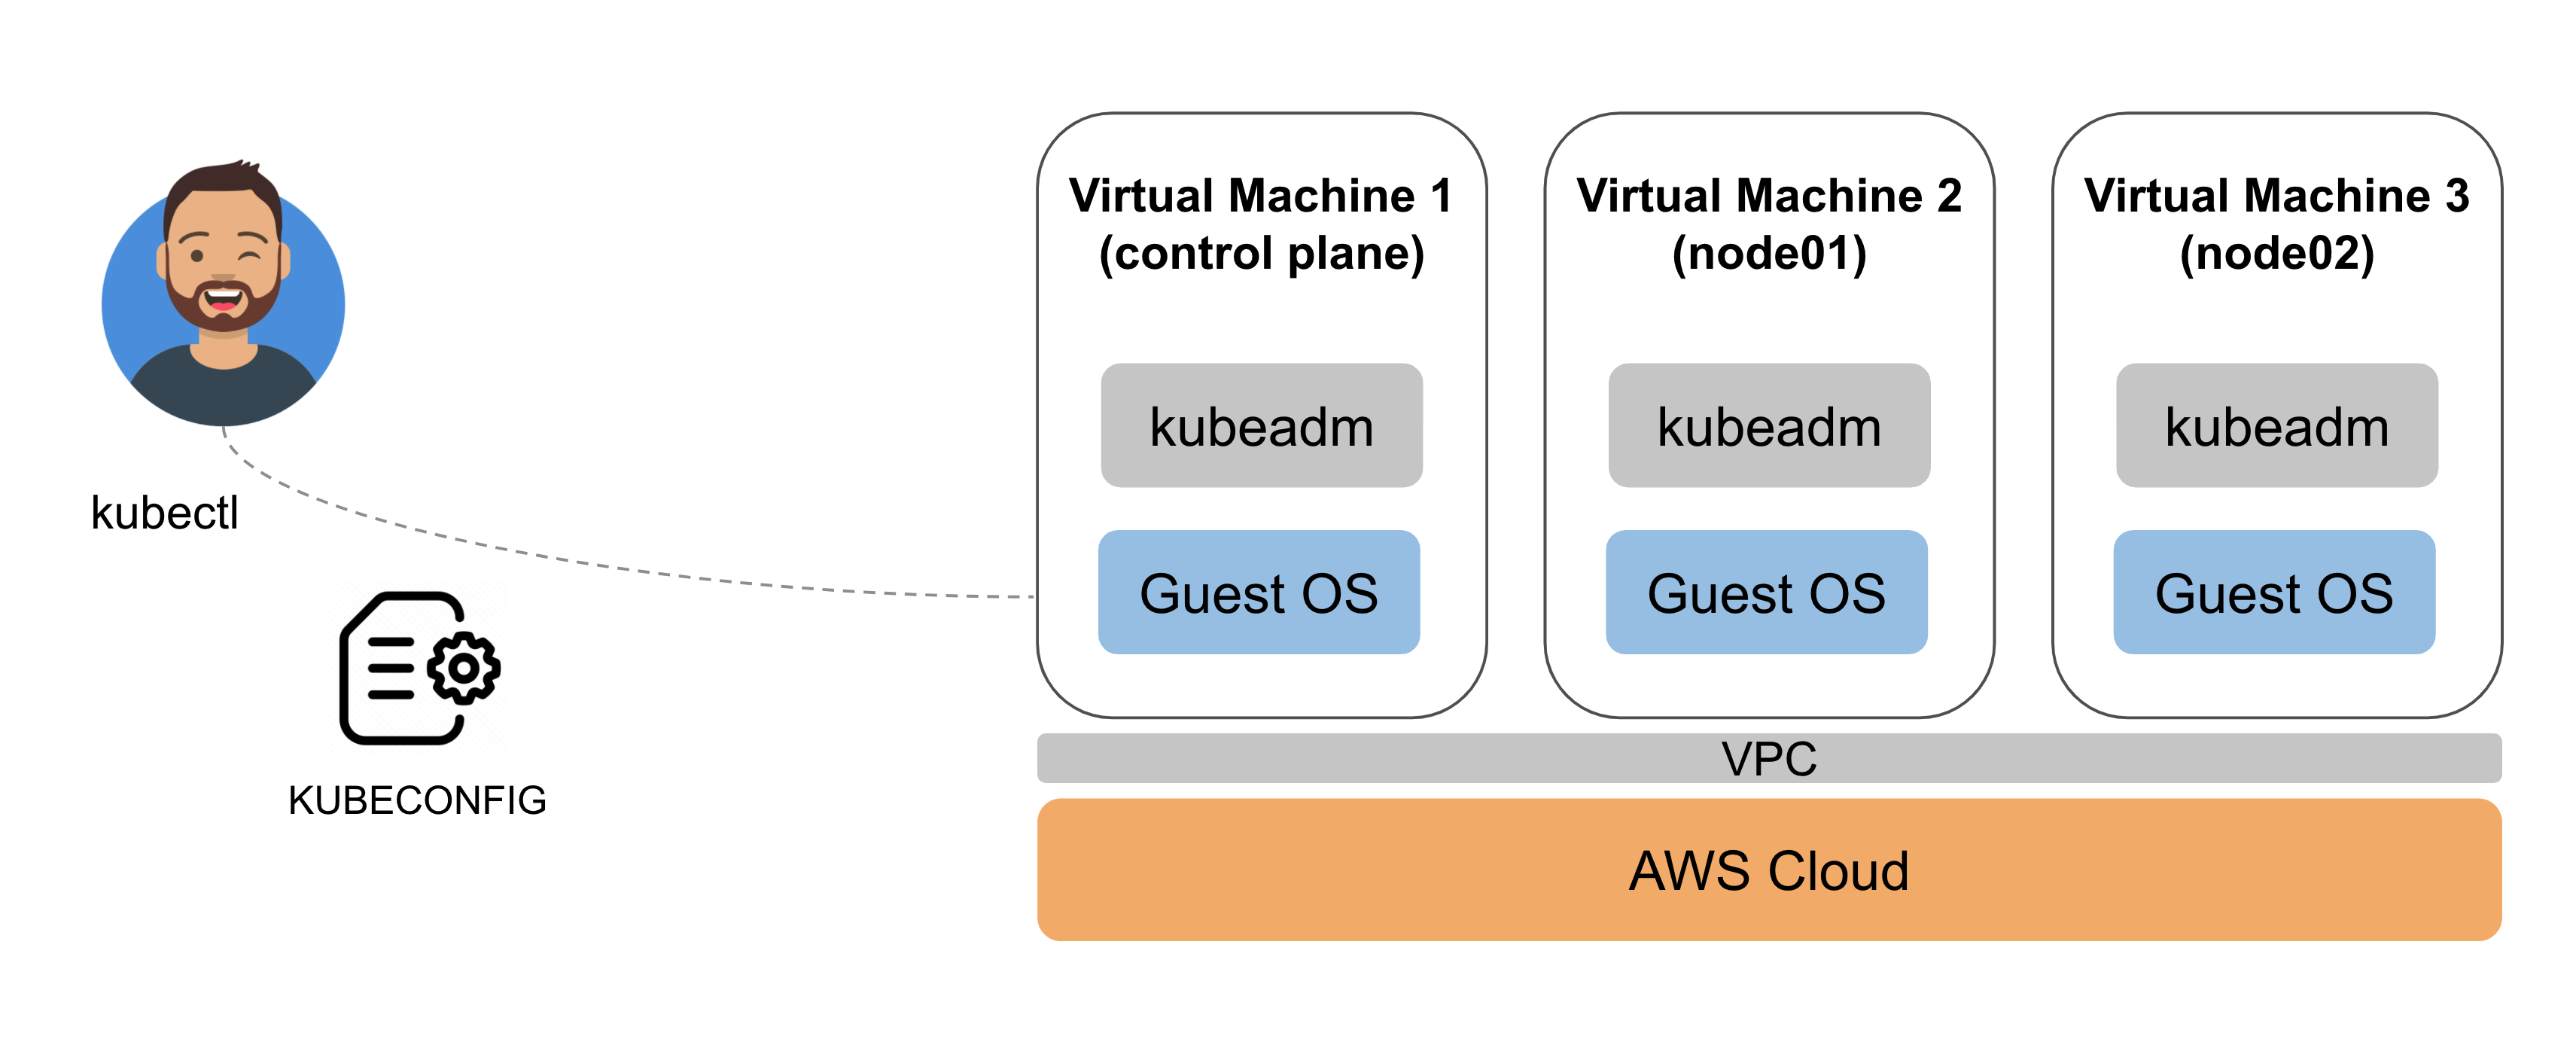 Virtual Machine 1
(control plane)
kubeadm
Guest OS
Virtual Machine 2
(node01)
kubeadm
Guest OS
Virtual Machine 3
(node02)
kubeadm
Guest OS
kubectl
KUBECONFIG
VPC
AWS Cloud